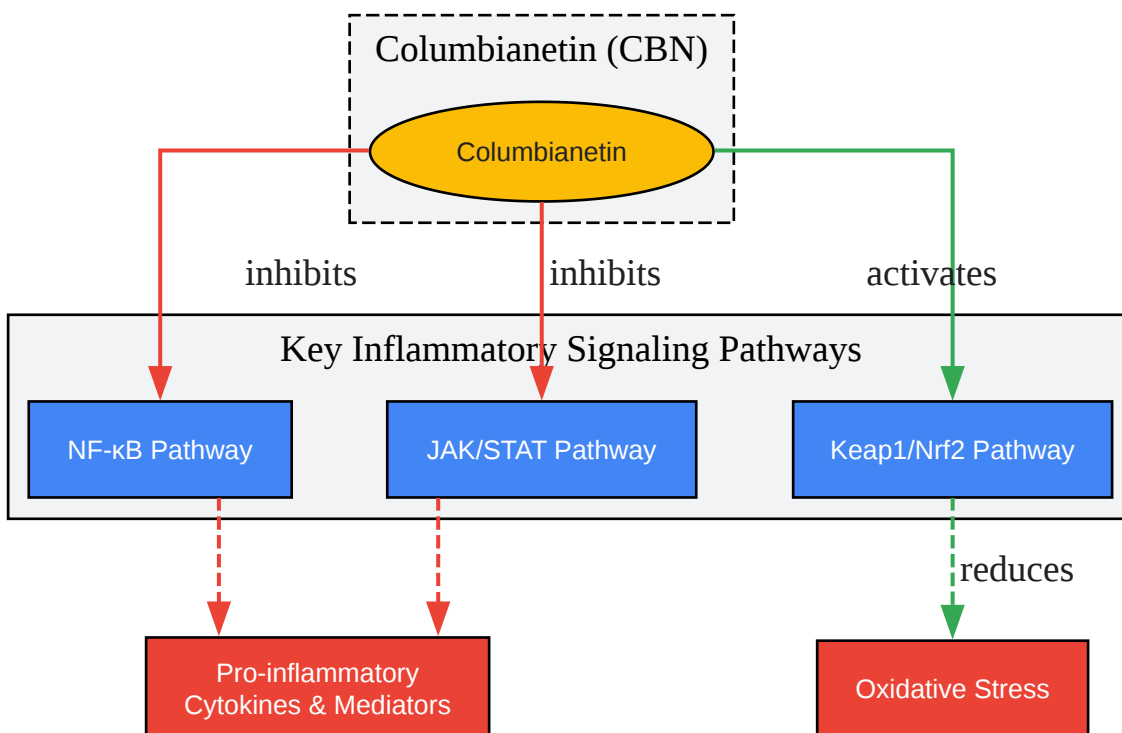 Columbianetin (CBN)
Columbianetin
inhibits
inhibits
activates
Key Inflammatory Signaling Pathways
NF-κB Pathway
JAK/STAT Pathway
Keap1/Nrf2 Pathway
reduces
Pro-inflammatory
Cytokines & Mediators
Oxidative Stress